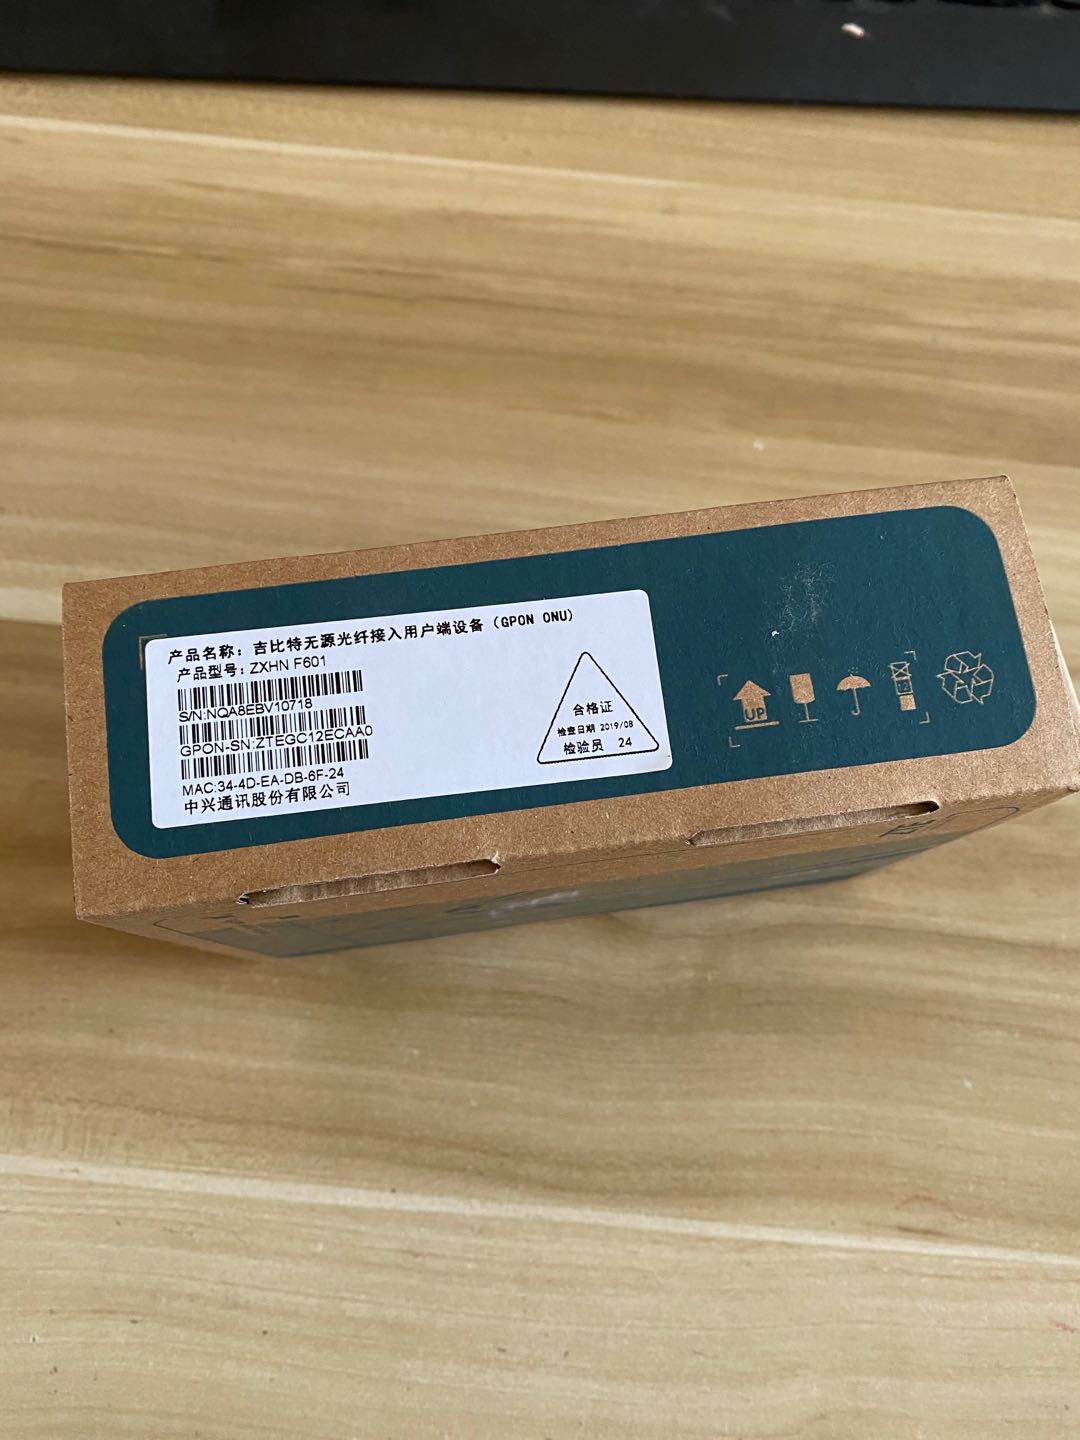 产品名称：吉比特无源光纤接入用户端设备（GPON ONU）
产品型号：ZXHN F601
S/N:NQA8EBV10718
GPON-SN:ZTEGC12ECAA0
MAC:34-4D-EA-DB-6F-24
中兴通讯股份有限公司
合格证
检查日期 2019/08
检验员 24
UP
12